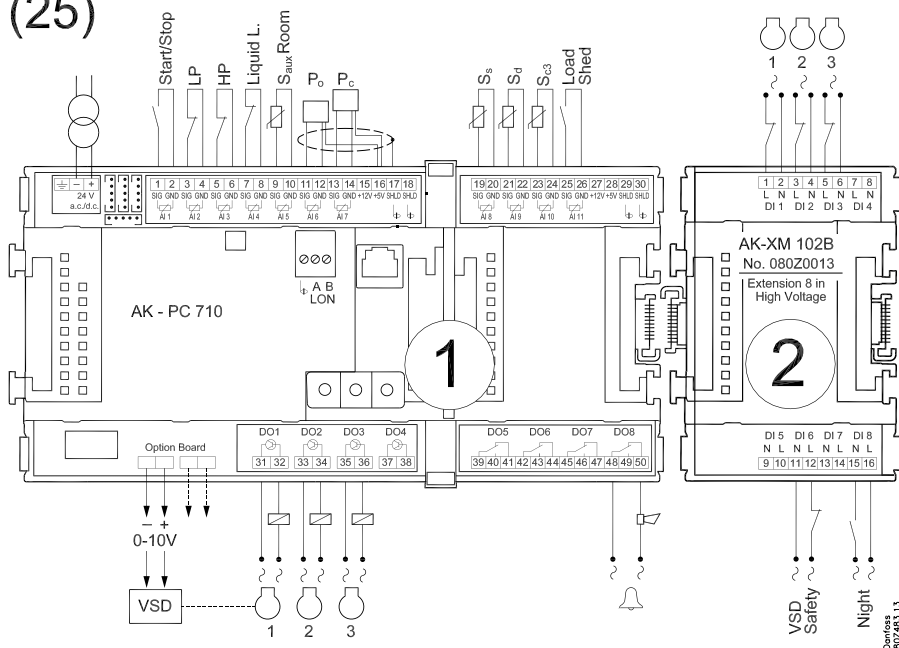 (25)
Start/Stop
LP
HP
Liquid L.
Saux Room
Po
Pc
Ss
Sd
Sc3
Load
Shed
1 2 3
– +
24 V
a.c./d.c.
1 2 3 4 5 6 7 8 9 10 11 12 13 14 15 16 17 18
SIG GND SIG GND SIG GND SIG GND SIG GND SIG GND SIG GND +12V +5V SHLD SHLD
AI 1 AI 2 AI 3 AI 4 AI 5 AI 6 AI 7
19 20 21 22 23 24 25 26 27 28 29 30
SIG GND SIG GND SIG GND SIG GND +12V +5V SHLD SHLD
AI 8 AI 9 AI 10 AI 11
1 2 3 4 5 6 7 8
L N L N L N L N
DI 1 DI 2 DI 3 DI 4
A B
LON
AK - PC 710
1
AK-XM 102B
No. 080Z0013
Extension 8 in
High Voltage
2
Option Board
DO1 DO2 DO3 DO4
31 32 33 34 35 36 37 38
DO5 DO6 DO7 DO8
39 40 41 42 43 44 45 46 47 48 49 50
DI 5 DI 6 DI 7 DI 8
N L N L N L N L
9 10 11 12 13 14 15 16
– +
0-10V
VSD
1 2 3
VSD
Safety
Night
Danfoss
80Z483.13